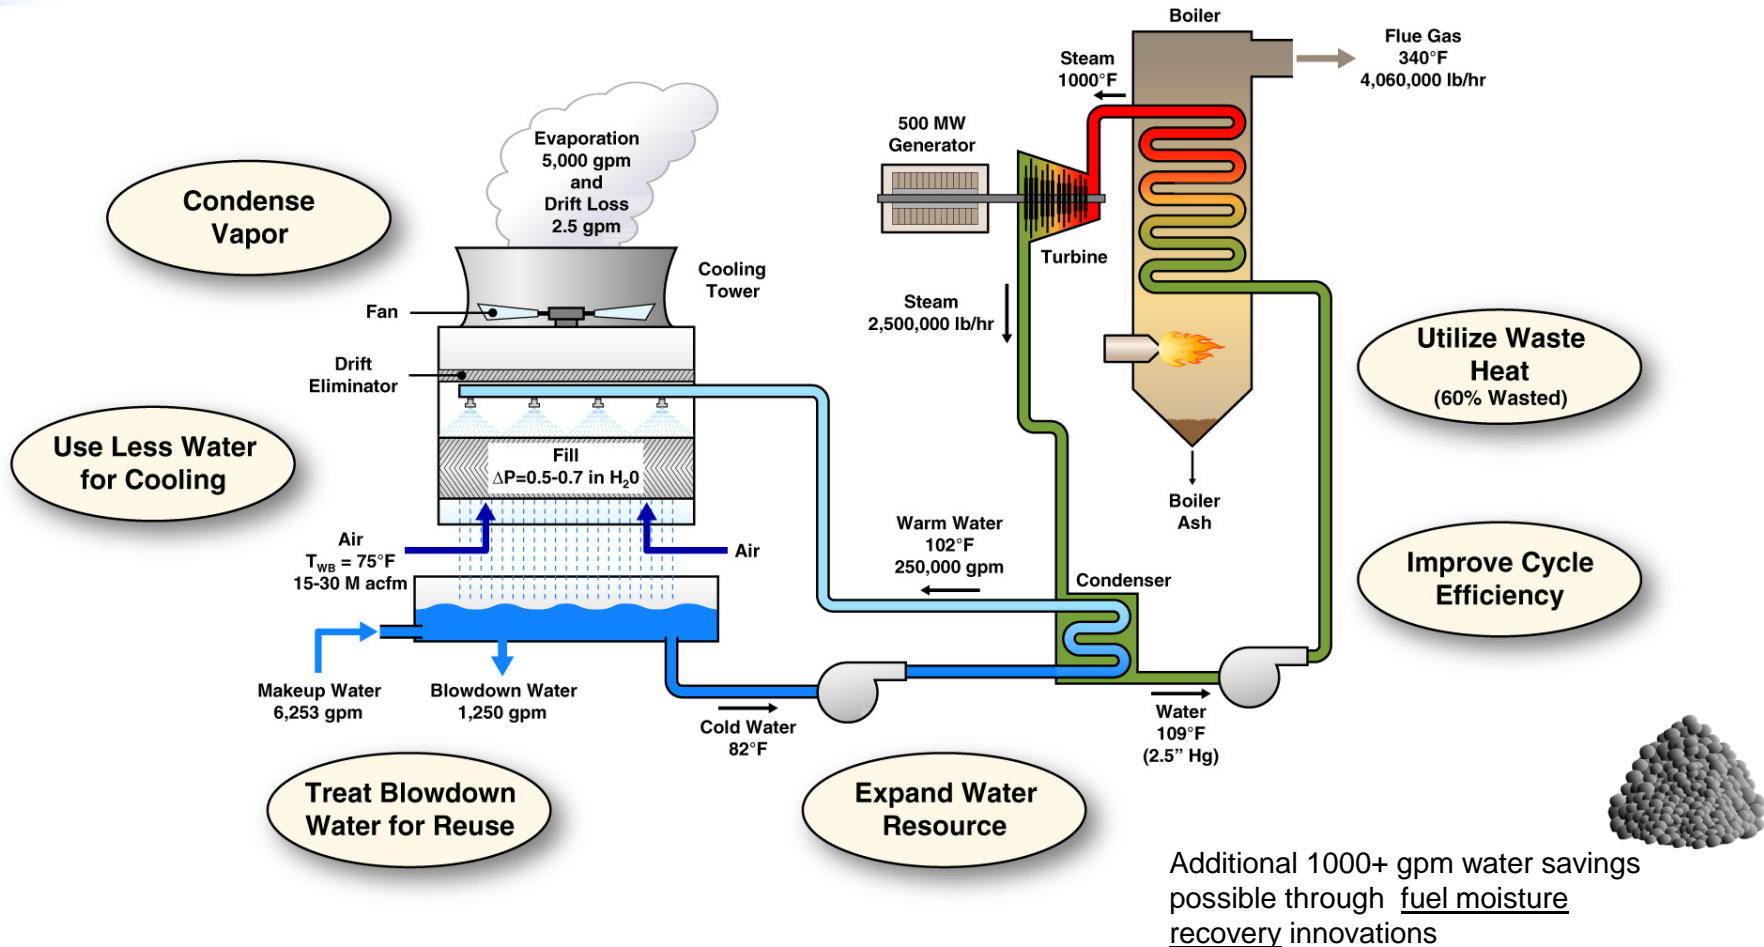 Boiler
Flue Gas
340°F
4,060,000 lb/hr
Steam
1000°F
500 MW
Generator
Turbine
Evaporation
5,000 gpm
and
Drift Loss
2.5 gpm
Condense
Vapor
Cooling
Tower
Fan
Steam
2,500,000 lb/hr
Utilize Waste
Heat
(60% Wasted)
Drift
Eliminator
Use Less Water
for Cooling
Fill
ΔP=0.5-0.7 in H₂0
Boiler
Ash
Air
T_WB = 75°F
15-30 M acfm
Air
Warm Water
102°F
250,000 gpm
Condenser
Improve Cycle
Efficiency
Makeup Water
6,253 gpm
Blowdown Water
1,250 gpm
Cold Water
82°F
Water
109°F
(2.5” Hg)
Treat Blowdown
Water for Reuse
Expand Water
Resource
Additional 1000+ gpm water savings
possible through fuel moisture
recovery innovations